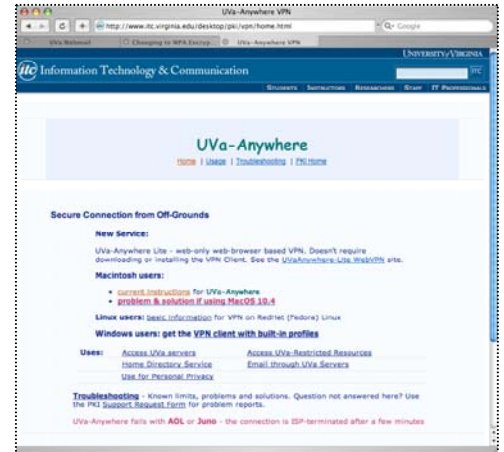 UVa-Anywhere VPN
http://www.itc.virginia.edu/desktop/pki/vpn/home.html
Google
UVa Webmail Changing to WPA Encryp... UVa-Anywhere VPN
UNIVERSITY of VIRGINIA
itc Information Technology & Communication
ITC
STUDENTS INSTRUCTORS RESEARCHERS STAFF IT PROFESSIONALS
UVa-Anywhere
Home | Usage | Troubleshooting | PKI Home
Secure Connection from Off-Grounds
New Service:
UVa-Anywhere Lite - web-only web-browser based VPN. Doesn't require
downloading or installing the VPN Client. See the UVaAnywhere-Lite WebVPN site.
Macintosh users:
• current instructions for UVa-Anywhere
• problem & solution if using MacOS 10.4
Linux users: basic information for VPN on RedHat (Fedora) Linux
Windows users: get the VPN client with built-in profiles
Uses: Access UVa servers Access UVa-Restricted Resources
Home Directory Service Email through UVa Servers
Use for Personal Privacy
Troubleshooting - Known limits, problems and solutions. Question not answered here? Use
the PKI Support Request Form for problem reports.
UVa-Anywhere fails with AOL or Juno - the connection is ISP-terminated after a few minutes